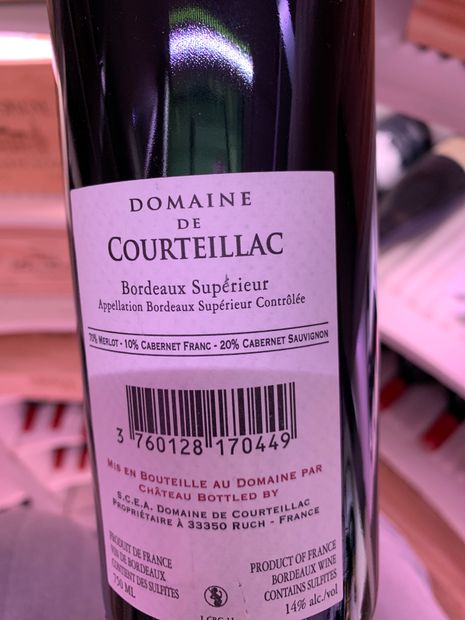 DOMAINE
DE
COURTEILLAC
Bordeaux Supérieur
Appellation Bordeaux Supérieur Contrôlée
70% MERLOT - 10% CABERNET FRANC - 20% CABERNET SAUVIGNON
3 760128 170449
MIS EN BOUTEILLE AU DOMAINE PAR
CHÂTEAU BOTTLED BY
S.C.E.A. DOMAINE DE COURTEILLAC
PROPRIÉTAIRE À 33350 RUCH - FRANCE
PRODUIT DE FRANCE
VIN DE BORDEAUX
CONTIENT DES SULFITES
750 ML
PRODUCT OF FRANCE
BORDEAUX WINE
CONTAINS SULFITES
14% alc./vol